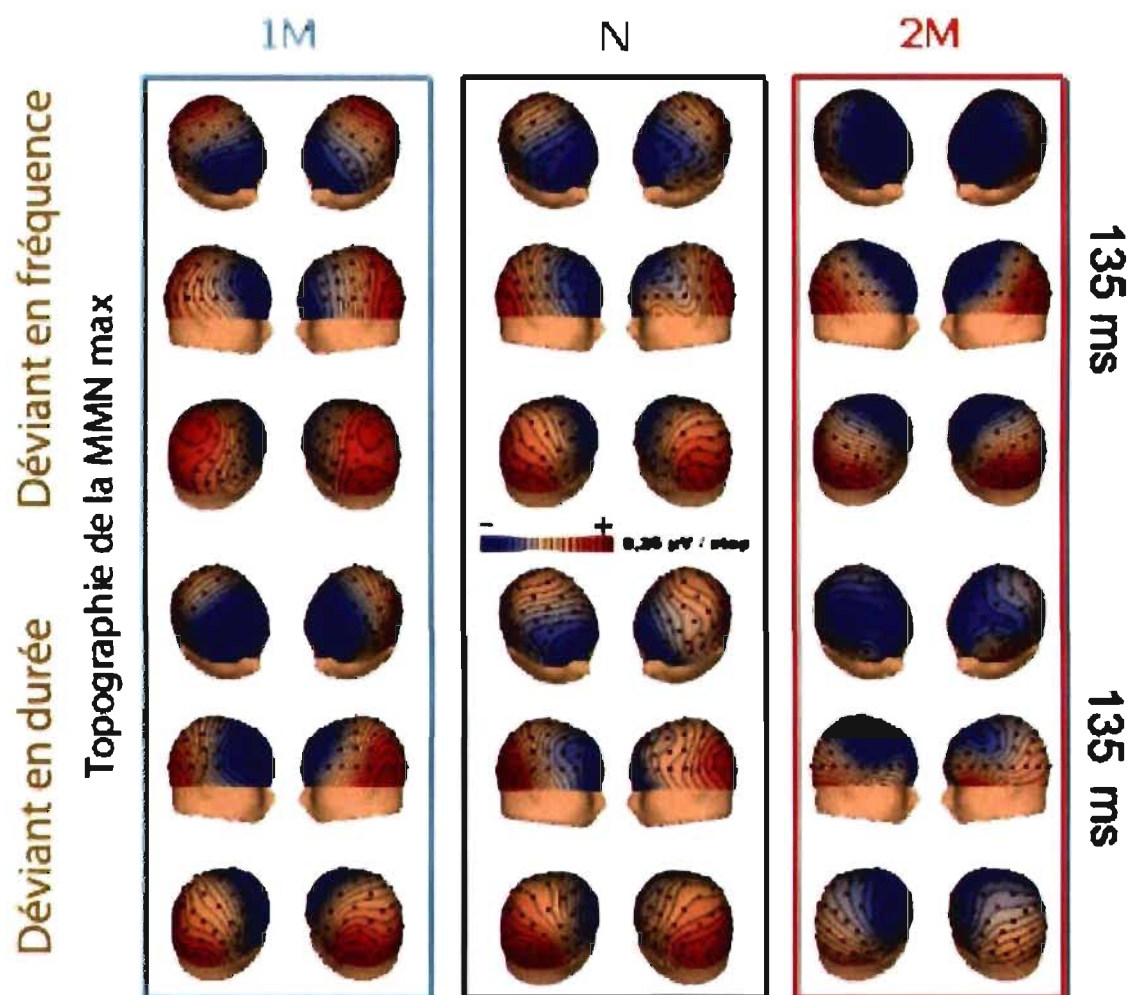 1M
N
2M
Déviant en fréquence
Topographie de la MMN max
135 ms
- +
Déviant en durée
135 ms